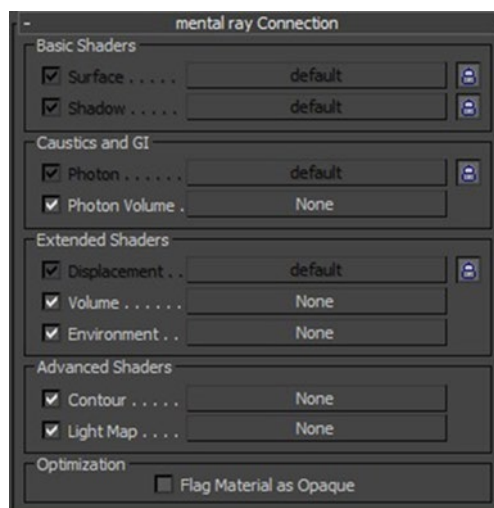 - mental ray Connection
Basic Shaders
Surface . . . . . default
Shadow . . . . . default
Caustics and GI
Photon . . . . . . default
Photon Volume . None
Extended Shaders
Displacement . . default
Volume . . . . . . None
Environment . . None
Advanced Shaders
Contour . . . . . None
Light Map . . . . None
Optimization
Flag Material as Opaque